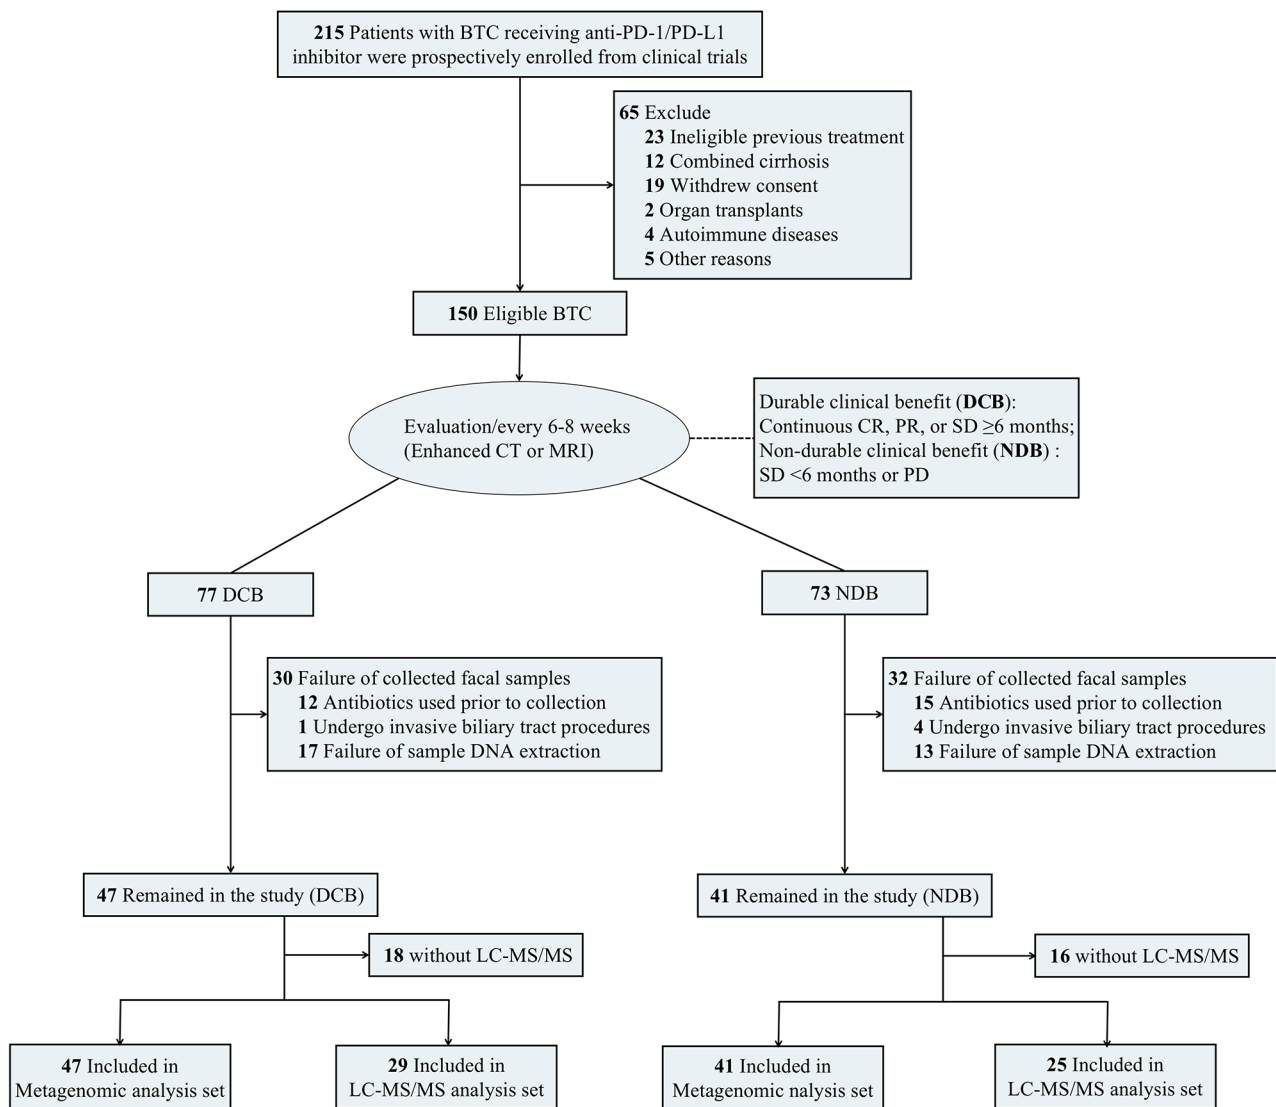 215 Patients with BTC receiving anti-PD-1/PD-L1
inhibitor were prospectively enrolled from clinical trials
65 Exclude
23 Ineligible previous treatment
12 Combined cirrhosis
19 Withdrew consent
2 Organ transplants
4 Autoimmune diseases
5 Other reasons
150 Eligible BTC
Evaluation/every 6-8 weeks
(Enhanced CT or MRI)
Durable clinical benefit (DCB):
Continuous CR, PR, or SD ≥6 months;
Non-durable clinical benefit (NDB) :
SD <6 months or PD
77 DCB
73 NDB
30 Failure of collected facal samples
12 Antibiotics used prior to collection
1 Undergo invasive biliary tract procedures
17 Failure of sample DNA extraction
32 Failure of collected facal samples
15 Antibiotics used prior to collection
4 Undergo invasive biliary tract procedures
13 Failure of sample DNA extraction
47 Remained in the study (DCB)
41 Remained in the study (NDB)
18 without LC-MS/MS
16 without LC-MS/MS
47 Included in
Metagenomic analysis set
29 Included in
LC-MS/MS analysis set
41 Included in
Metagenomic nalysis set
25 Included in
LC-MS/MS analysis set